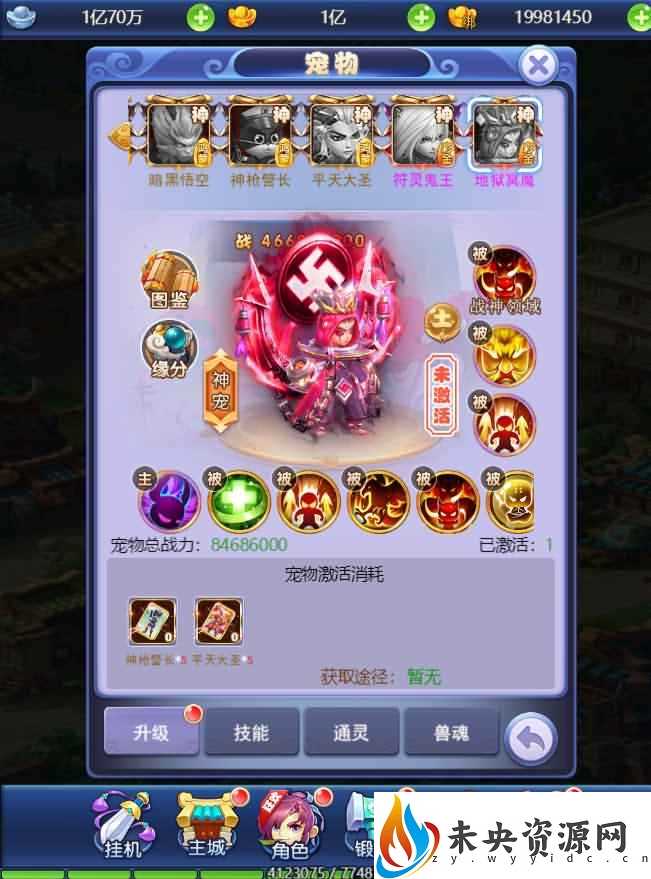 1亿70万 1亿 绑 19981450
宠物
神 神 神 神 神
暗黑悟空 神枪警长 平天大圣 符灵鬼王 地狱冥魔
图鉴
缘分
神宠
土
未激活
被
战神领域
被
被
主 被 被 被 被 被
宠物总战力：84686000 已激活：1
宠物激活消耗
0 0
神枪警长*5 平天大圣*5
获取途径：暂无
升级 技能 通灵 兽魂
挂机 主城 角色 锻
4123075/7748
未央资源网
zy.wyyidc.cn